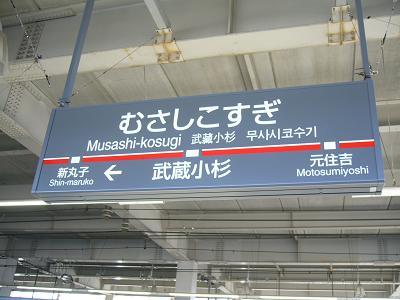 むさしこすぎ
Musashi-kosugi 武藏小杉 무사시코수기
新丸子 ← 武蔵小杉 元住吉
Shin-maruko Motosumiyoshi